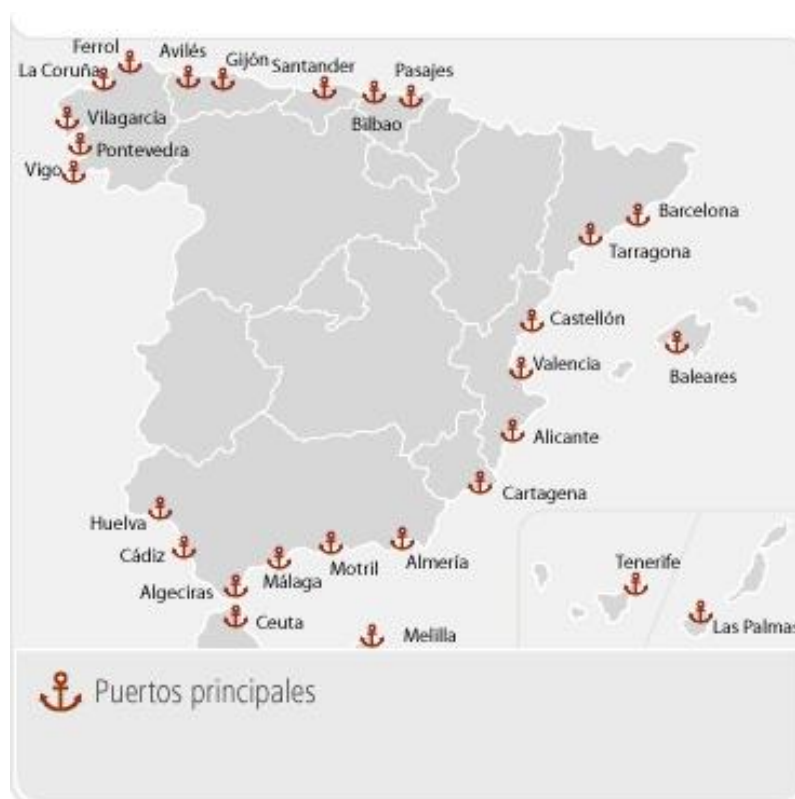 Ferrol
Avilés
Gijón
Santander
Pasajes
La Coruña
Bilbao
Vilagarcia
Pontevedra
Vigo
Barcelona
Tarragona
Castellón
Valencia
Baleares
Alicante
Cartagena
Huelva
Cádiz
Algeciras
Málaga
Motril
Almería
Tenerife
Ceuta
Melilla
Las Palmas
Puertos principales